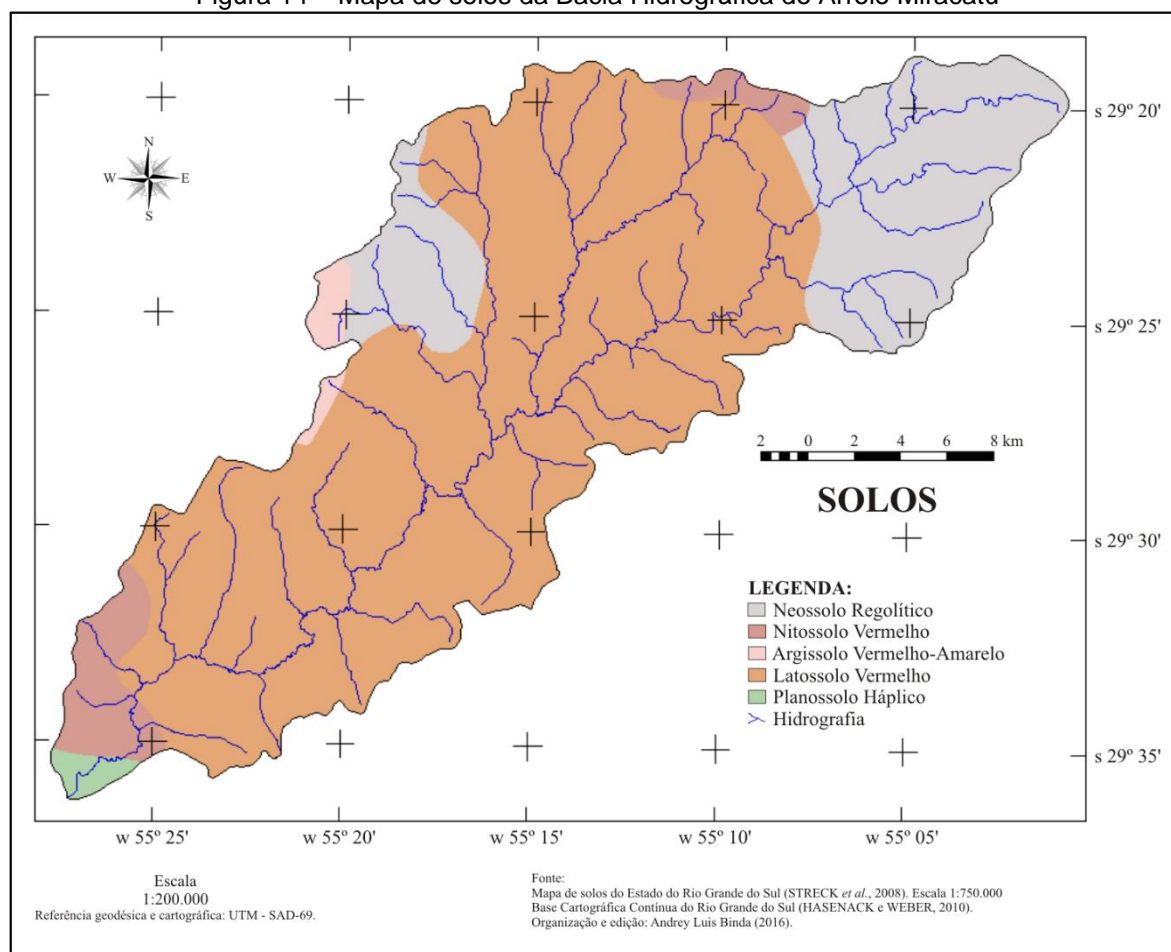 Figura 14 – Mapa de solos da Bacia Hidrográfica do Arroio Miracatú
N
W E
S
s 29º 20'
s 29º 25'
2 0 2 4 6 8 km
SOLOS
s 29º 30'
LEGENDA:
Neossolo Regolítico
Nitossolo Vermelho
Argissolo Vermelho-Amarelo
Latossolo Vermelho
Planossolo Háplico
Hidrografia
s 29º 35'
w 55º 25' w 55º 20' w 55º 15' w 55º 10' w 55º 05'
Escala
1:200.000
Referência geodésica e cartográfica: UTM - SAD-69.
Fonte:
Mapa de solos do Estado do Rio Grande do Sul (STRECK et al., 2008). Escala 1:750.000
Base Cartográfica Contínua do Rio Grande do Sul (HASENACK e WEBER, 2010).
Organização e edição: Andrey Luis Binda (2016).